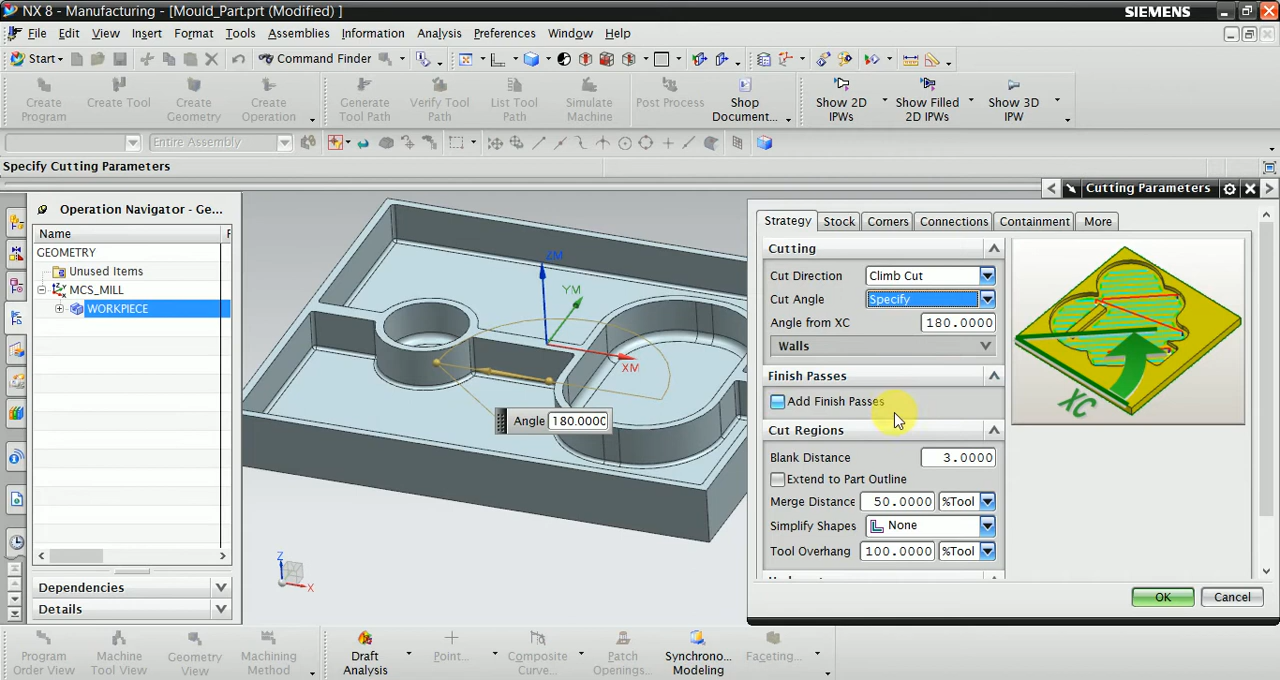 NX 8 - Manufacturing - [Mould_Part.prt (Modified) ]
SIEMENS
File Edit View Insert Format Tools Assemblies Information Analysis Preferences Window Help
Start Command Finder
Create Program
Create Tool
Create Geometry
Create Operation
Generate Tool Path
Verify Tool Path
List Tool Path
Simulate Machine
Post Process
Shop Document...
Show 2D IPWs
Show Filled 2D IPWs
Show 3D IPW
Entire Assembly
Specify Cutting Parameters
Operation Navigator - Ge...
Name
F
GEOMETRY
Unused Items
MCS_MILL
WORKPIECE
Dependencies
Details
ZM
YM
XM
Angle 180.0000
Z
X
Cutting Parameters
Strategy Stock Corners Connections Containment More
Cutting
Cut Direction Climb Cut
Cut Angle Specify
Angle from XC 180.0000
Walls
Finish Passes
Add Finish Passes
Cut Regions
Blank Distance 3.0000
Extend to Part Outline
Merge Distance 50.0000 %Tool
Simplify Shapes None
Tool Overhang 100.0000 %Tool
XC
OK Cancel
Program Order View
Machine Tool View
Geometry View
Machining Method
Draft Analysis
Point...
Composite Curve...
Patch Openings...
Synchrono... Modeling
Faceting...